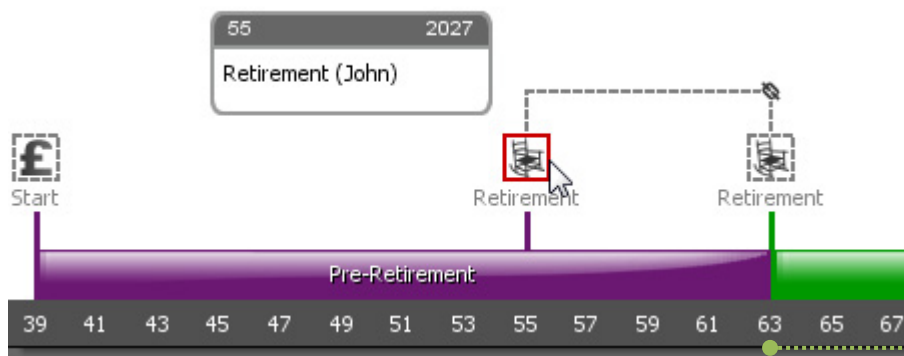 55 2027
Retirement (John)
£
Start
Retirement
Retirement
Pre-Retirement
39 41 43 45 47 49 51 53 55 57 59 61 63 65 67